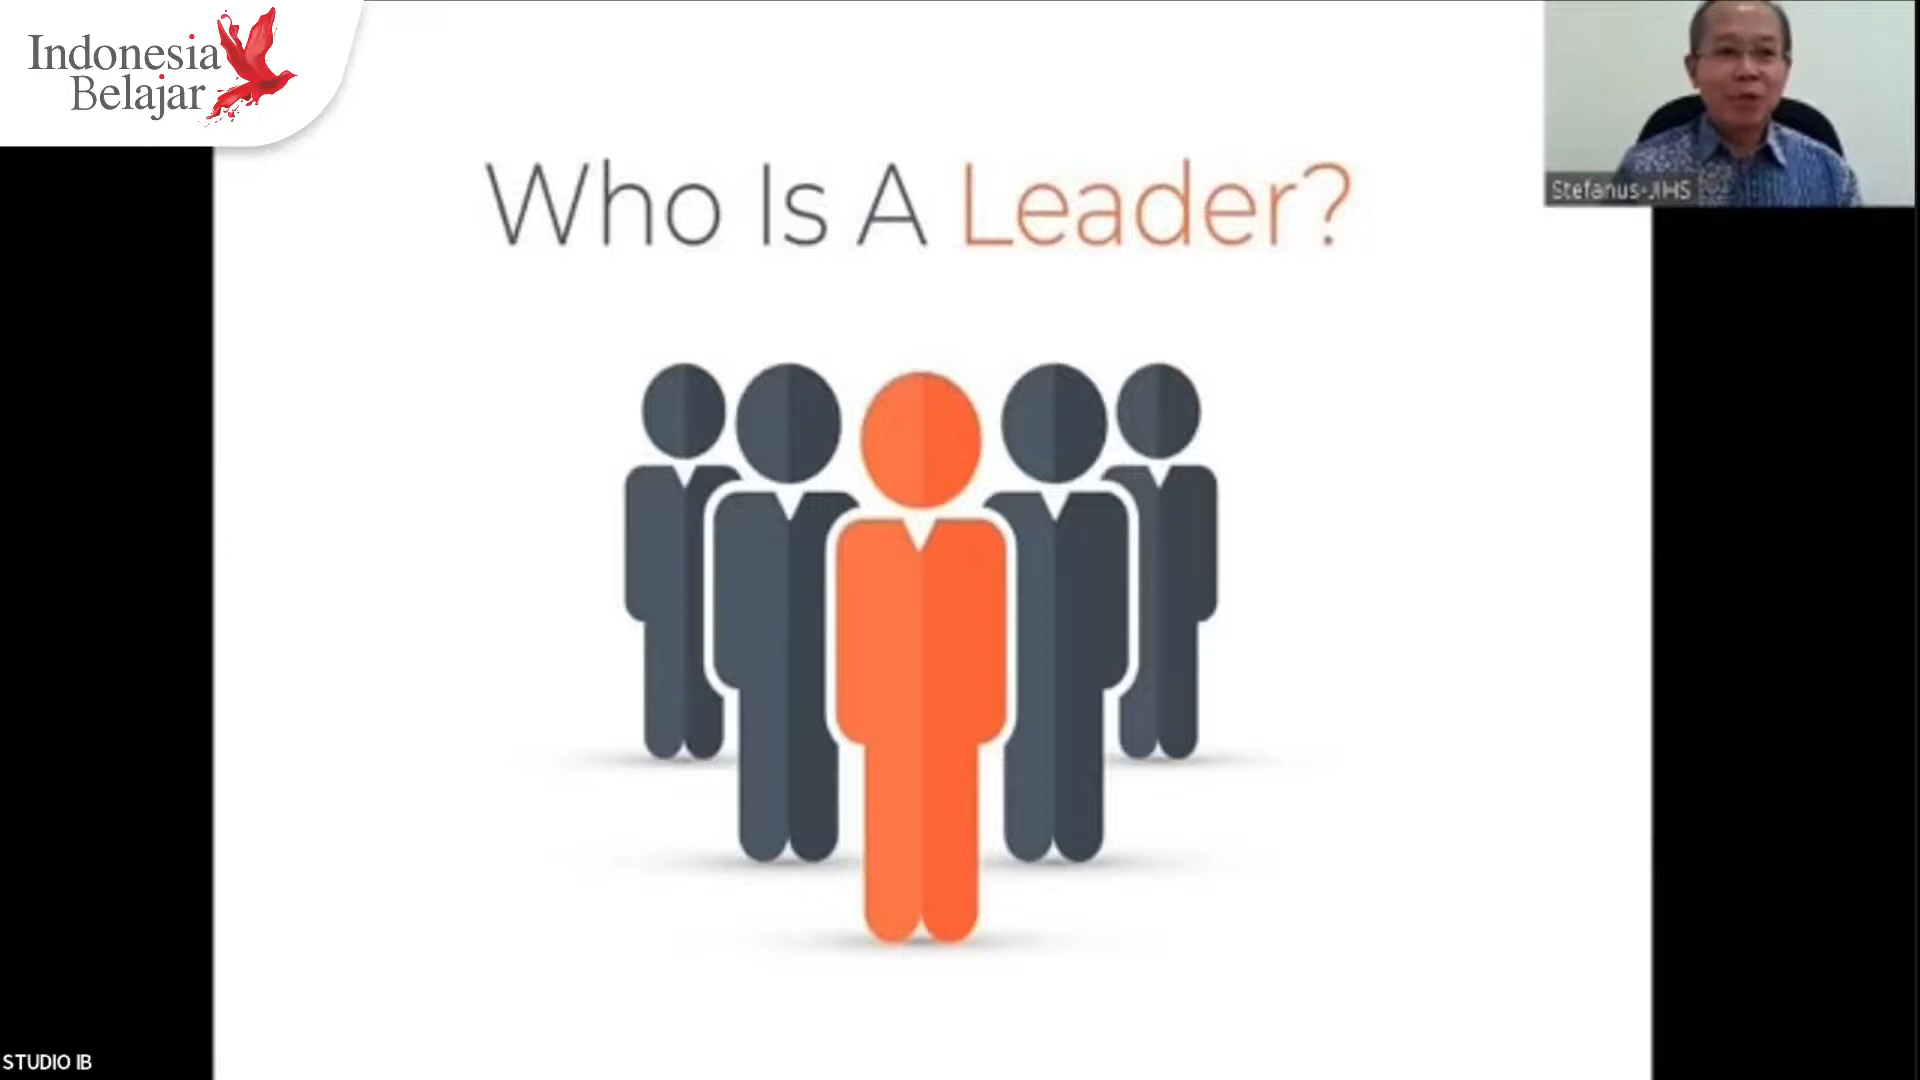 Indonesia
Belajar
Who Is A Leader?
Stefanus-JIHS
STUDIO IB